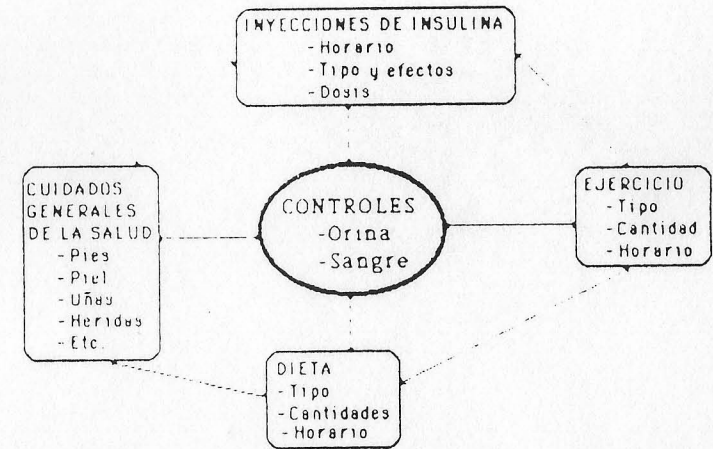 INYECCIONES DE INSULINA
-Horario
-Tipo y efectos
-Dosis
CUIDADOS
GENERALES
DE LA SALUD
-Pies
-Piel
-Uñas
-Heridas
-Etc.
CONTROLES
-Orina
-Sangre
EJERCICIO
-Tipo
-Cantidad
-Horario
DIETA
-Tipo
-Cantidades
-Horario